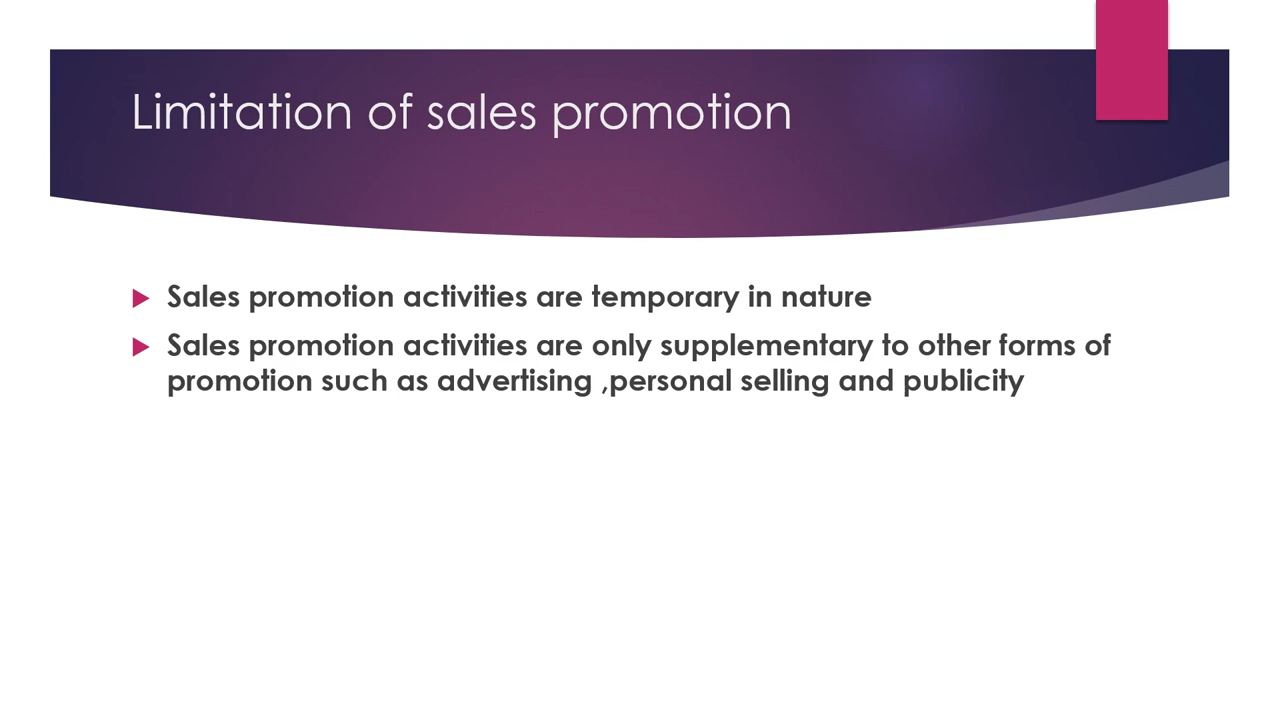 Limitation of sales promotion
Sales promotion activities are temporary in nature
Sales promotion activities are only supplementary to other forms of
promotion such as advertising ,personal selling and publicity